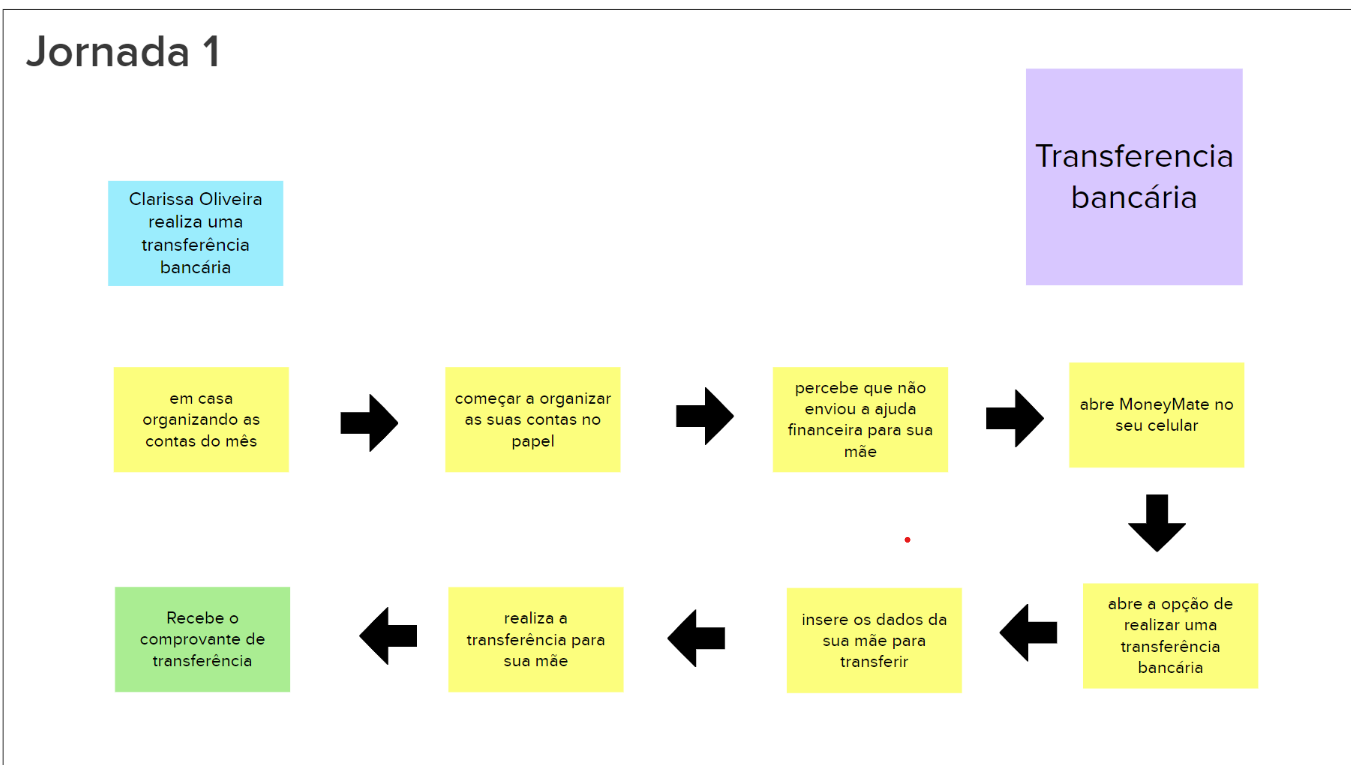 Jornada 1
Transferencia
bancária
Clarissa Oliveira
realiza uma
transferência
bancária
em casa
organizando as
contas do mês
começar a organizar
as suas contas no
papel
percebe que não
enviou a ajuda
financeira para sua
mãe
abre MoneyMate no
seu celular
abre a opção de
realizar uma
transferência
bancária
insere os dados da
sua mãe para
transferir
realiza a
transferência para
sua mãe
Recebe o
comprovante de
transferência